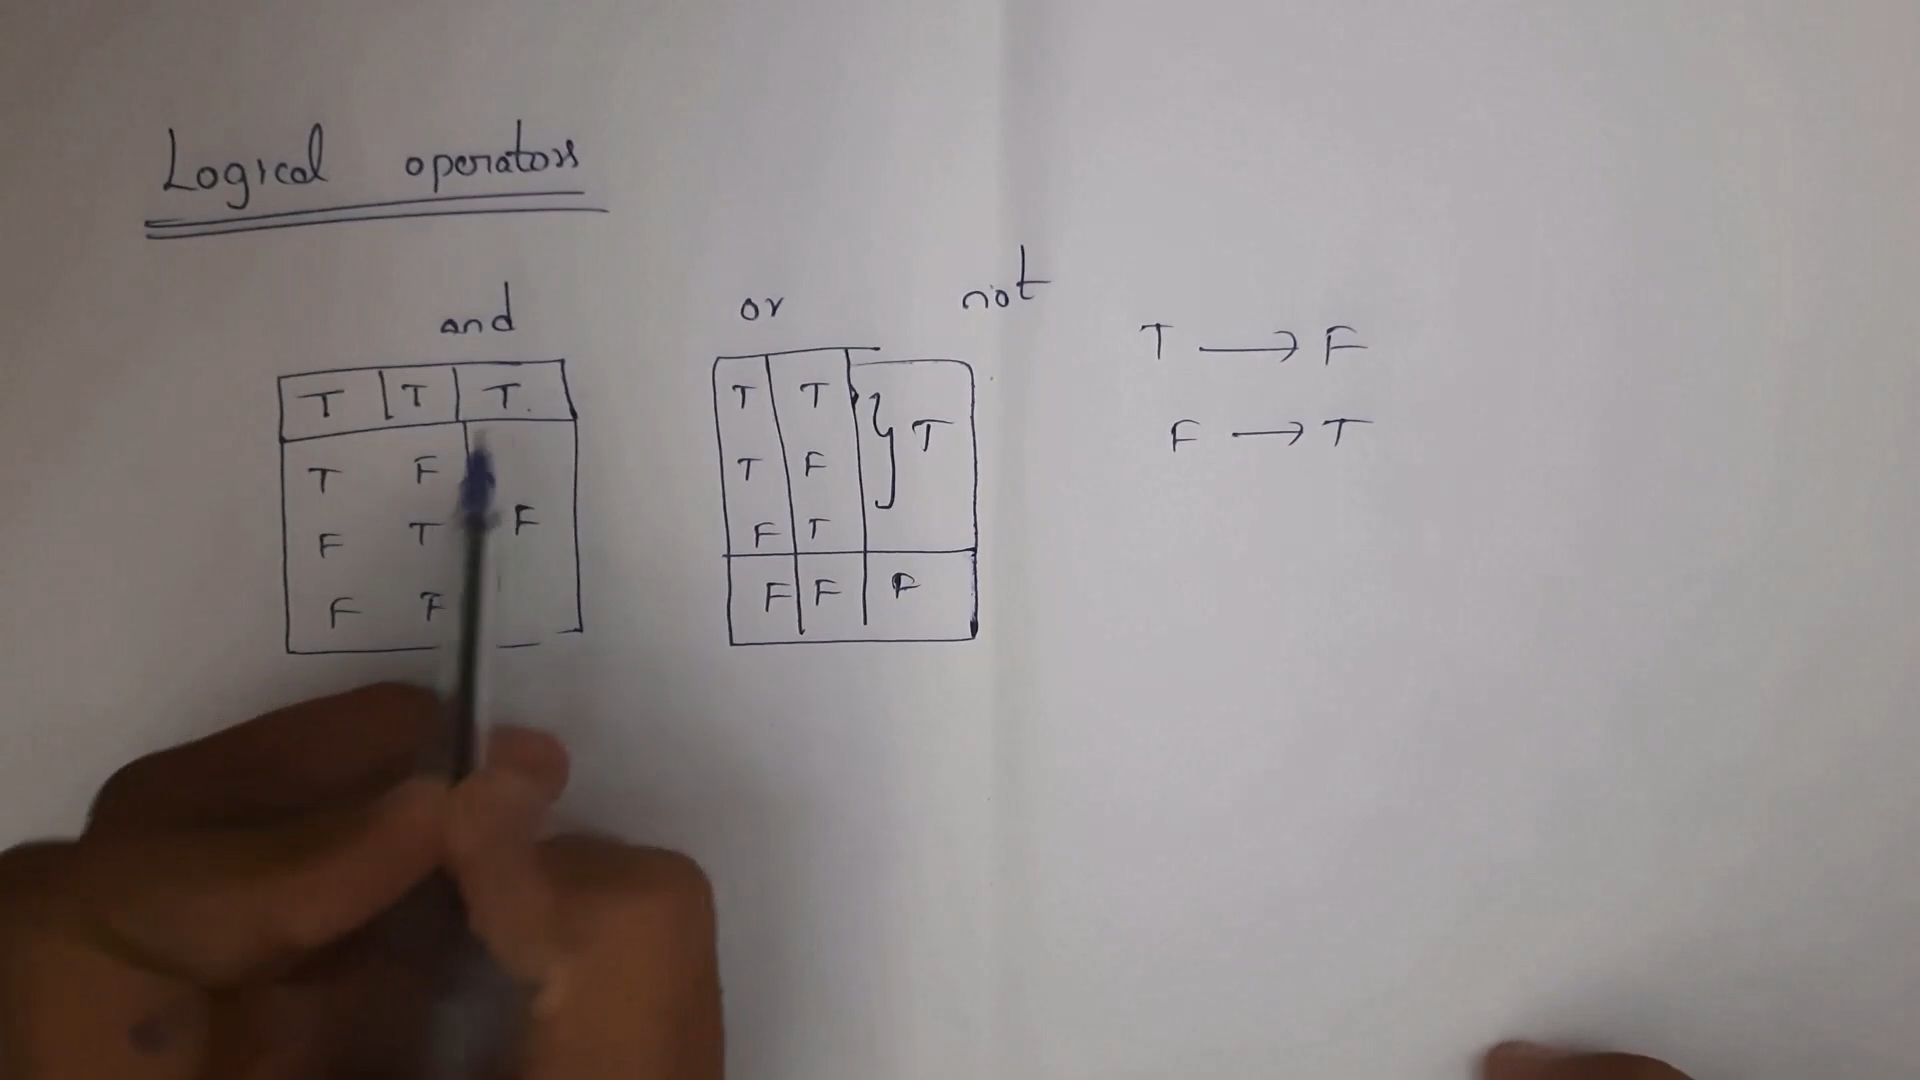 Logical operators
and or not
T T T
T F
F T F
F F
T T } T
T F
F T
F F F
T → F
F → T